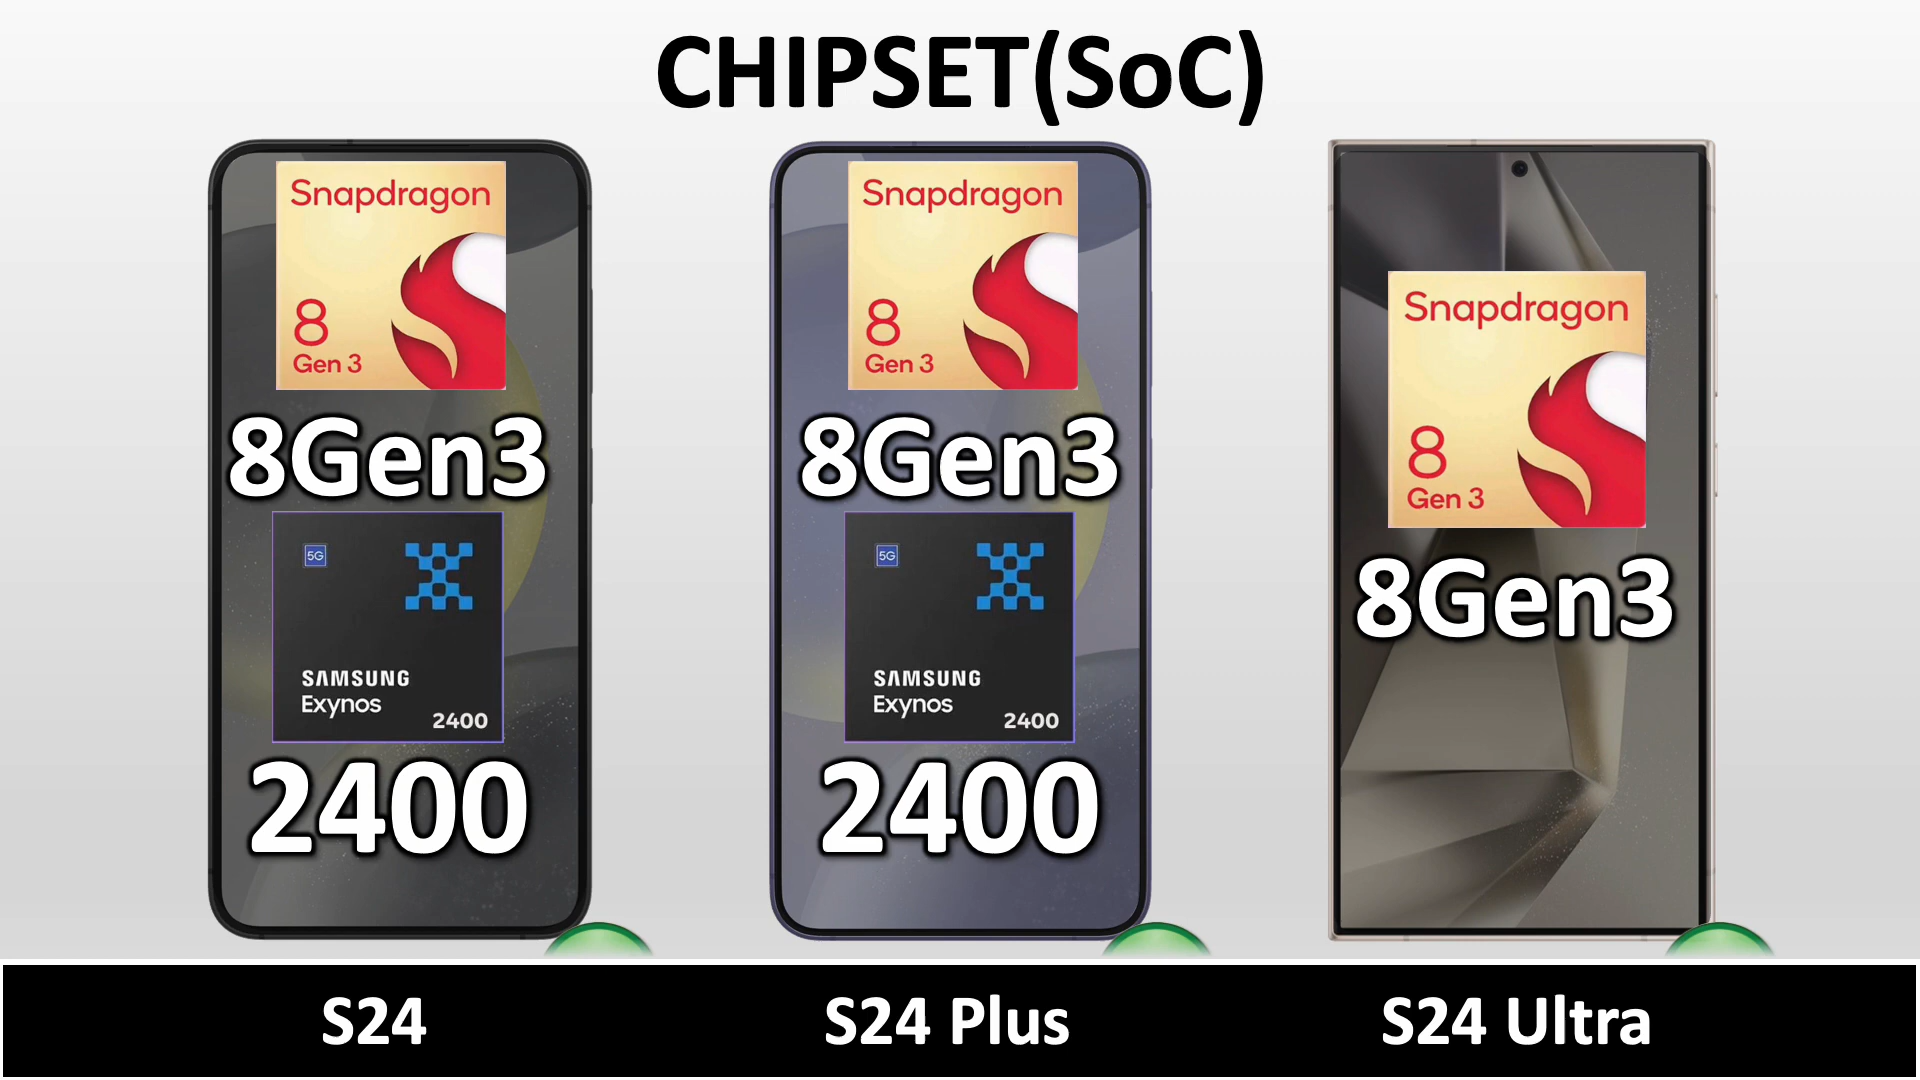 CHIPSET(SoC)
Snapdragon
8
Gen 3
8Gen3
5G
SAMSUNG
Exynos
2400
2400
Snapdragon
8
Gen 3
8Gen3
5G
SAMSUNG
Exynos
2400
2400
Snapdragon
8
Gen 3
8Gen3
S24
S24 Plus
S24 Ultra